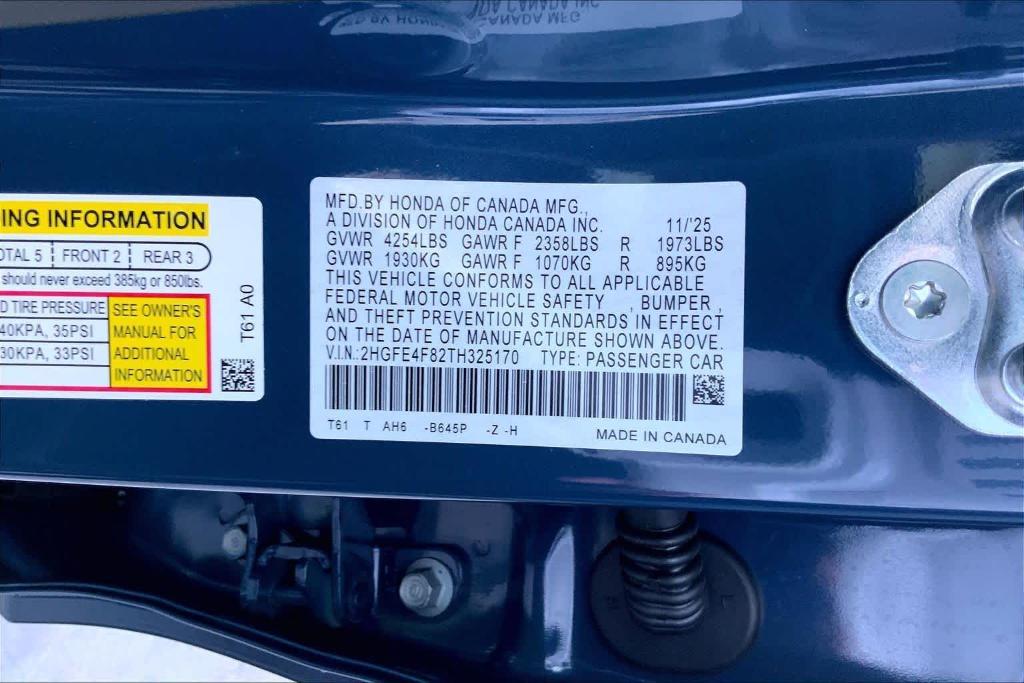 ING INFORMATION
OTAL 5 FRONT 2 REAR 3
should never exceed 385kg or 850lbs.
D TIRE PRESSURE
40KPA, 35PSI
30KPA, 33PSI
SEE OWNER'S
MANUAL FOR
ADDITIONAL
INFORMATION
T61 A0
MFD.BY HONDA OF CANADA MFG.,
A DIVISION OF HONDA CANADA INC. 11/'25
GVWR 4254LBS GAWR F 2358LBS R 1973LBS
GVWR 1930KG GAWR F 1070KG R 895KG
THIS VEHICLE CONFORMS TO ALL APPLICABLE
FEDERAL MOTOR VEHICLE SAFETY , BUMPER ,
AND THEFT PREVENTION STANDARDS IN EFFECT
ON THE DATE OF MANUFACTURE SHOWN ABOVE.
V.I.N.:2HGFE4F82TH325170 TYPE: PASSENGER CAR
T61 T AH6 -B645P -Z -H
MADE IN CANADA